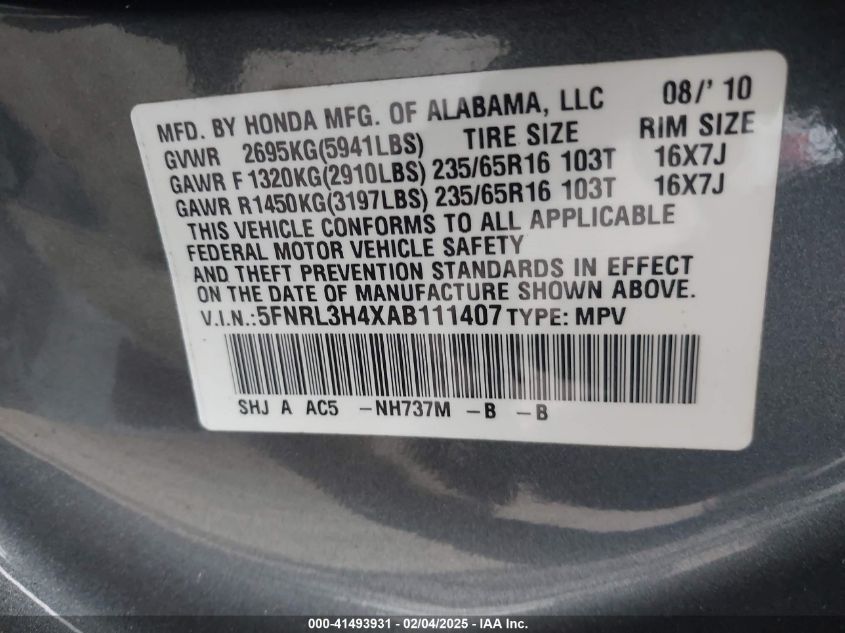 MFD. BY HONDA MFG. OF ALABAMA, LLC 08/' 10
GVWR 2695KG(5941LBS) TIRE SIZE RIM SIZE
GAWR F1320KG(2910LBS) 235/65R16 103T 16X7J
GAWR R1450KG(3197LBS) 235/65R16 103T 16X7J
THIS VEHICLE CONFORMS TO ALL APPLICABLE
FEDERAL MOTOR VEHICLE SAFETY
AND THEFT PREVENTION STANDARDS IN EFFECT
ON THE DATE OF MANUFACTURE SHOWN ABOVE.
V.I.N.:5FNRL3H4XAB111407 TYPE: MPV
SHJ A AC5 -NH737M -B -B
000-41493931 - 02/04/2025 - IAA Inc.